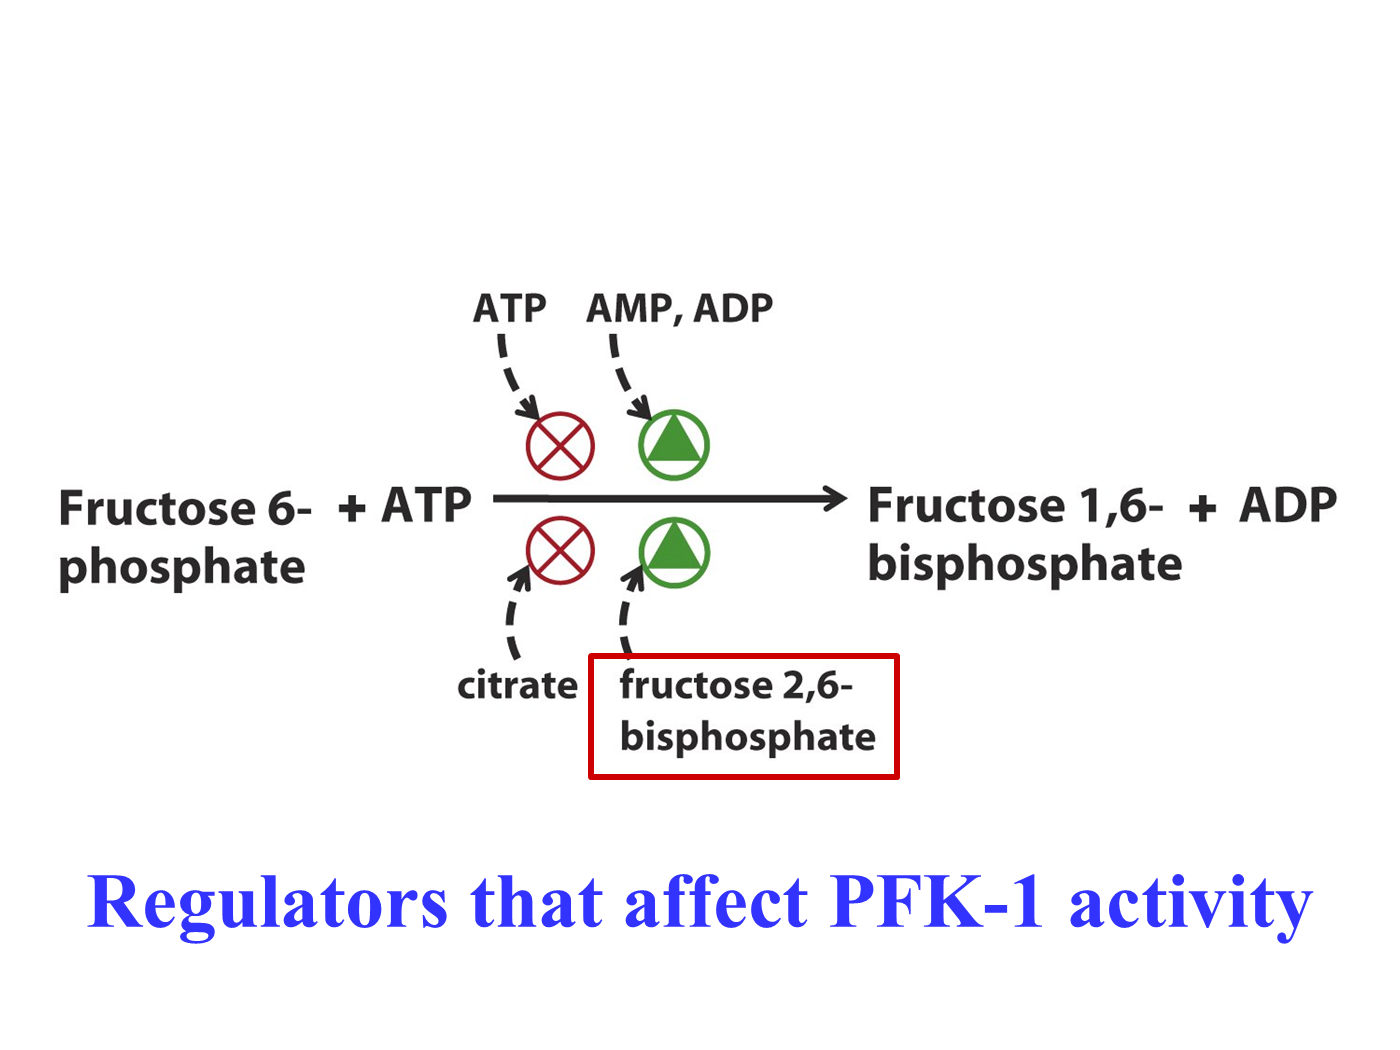 ATP AMP, ADP
Fructose 6- + ATP Fructose 1,6- + ADP
phosphate bisphosphate
citrate fructose 2,6-
bisphosphate
Regulators that affect PFK-1 activity